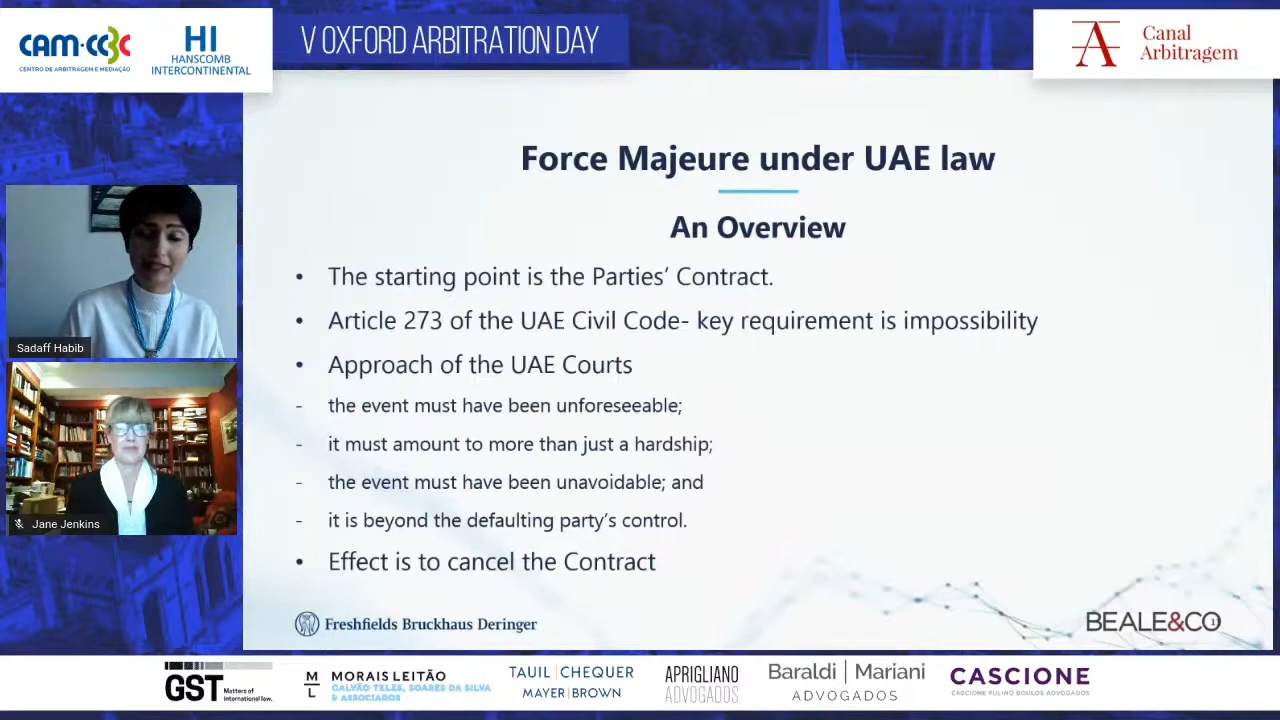 CAM-CCBC
CENTRO DE ARBITRAGEM E MEDIAÇÃO
HI
HANSCOMB
INTERCONTINENTAL
V OXFORD ARBITRATION DAY
Canal
Arbitragem
Force Majeure under UAE law
An Overview
• The starting point is the Parties’ Contract.
• Article 273 of the UAE Civil Code- key requirement is impossibility
• Approach of the UAE Courts
- the event must have been unforeseeable;
- it must amount to more than just a hardship;
- the event must have been unavoidable; and
- it is beyond the defaulting party’s control.
• Effect is to cancel the Contract
Sadaff Habib
Jane Jenkins
Freshfields Bruckhaus Deringer
BEALE&CO
GST
Matters of
international law.
M
L
MORAIS LEITÃO
GALVÃO TELES, SOARES DA SILVA
& ASSOCIADOS
TAUIL | CHEQUER
MAYER | BROWN
APRIGLIANO
ADVOGADOS
Baraldi | Mariani
ADVOGADOS
CASCIONE
CASCIONE PULINO BOULOS ADVOGADOS